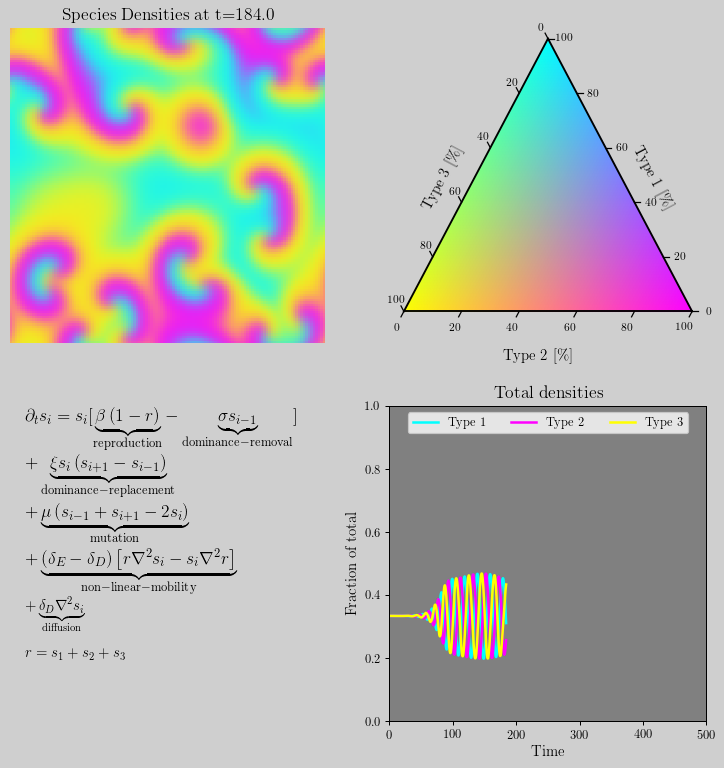 Species Densities at t=184.0
0
100
20
80
40
60
Type 3 [%]
Type 1 [%]
60
40
80
20
100
0
0
20
40
60
80
100
Type 2 [%]
∂ₜsᵢ = sᵢ[β (1 − r) − σsᵢ₋₁ ]
reproduction dominance−removal
+ ξsᵢ (sᵢ₊₁ − sᵢ₋₁)
dominance−replacement
+ μ (sᵢ₋₁ + sᵢ₊₁ − 2sᵢ)
mutation
+ (δ_E − δ_D) [r∇²sᵢ − sᵢ∇²r]
non−linear−mobility
+ δ_D∇²sᵢ
diffusion
r = s₁ + s₂ + s₃
Total densities
Type 1 Type 2 Type 3
Fraction of total
1.0
0.8
0.6
0.4
0.2
0.0
0 100 200 300 400 500
Time